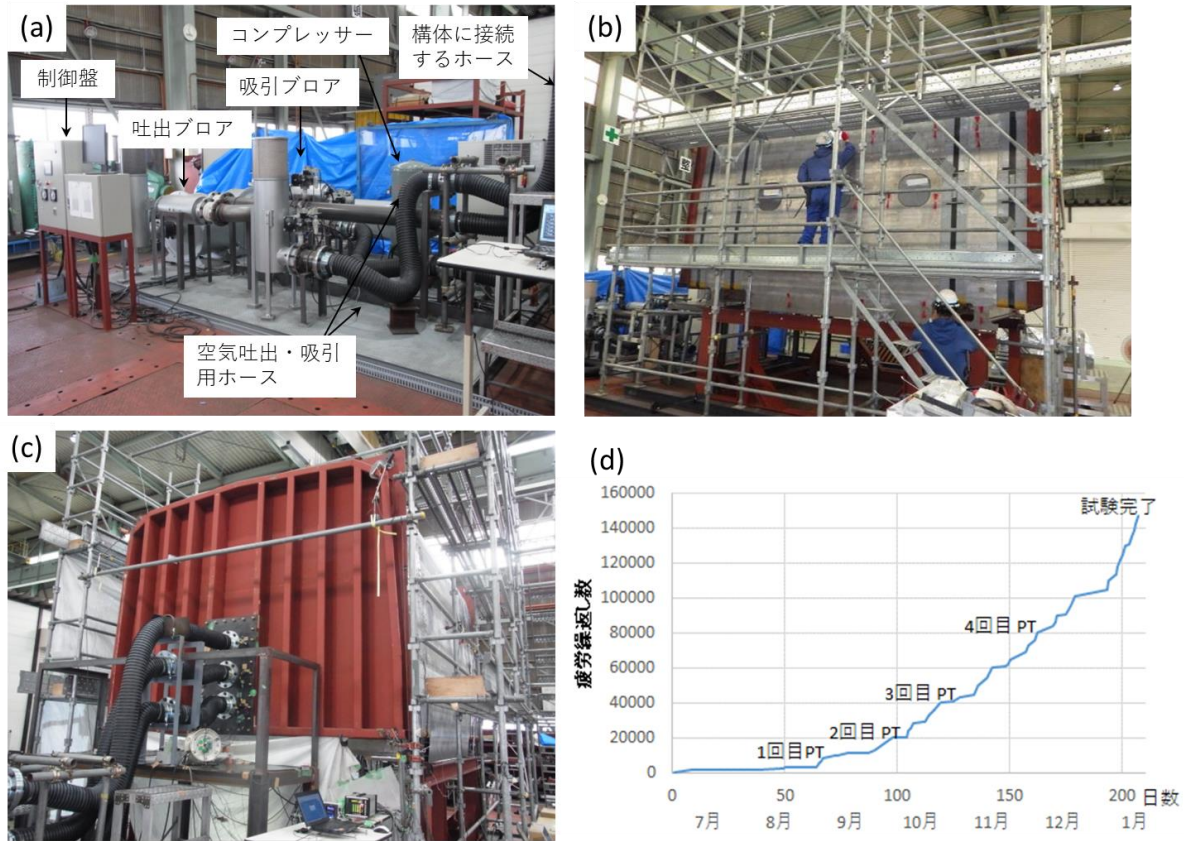 (a)
コンプレッサー
構体に接続
するホース
制御盤
吸引ブロア
吐出ブロア
空気吐出・吸引
用ホース
(b)
(c)
(d)
疲労繰返し数
160000
140000
120000
100000
80000
60000
40000
20000
0
試験完了
4回目 PT
3回目 PT
2回目 PT
1回目 PT
0 50 100 150 200 日数
7月 8月 9月 10月 11月 12月 1月